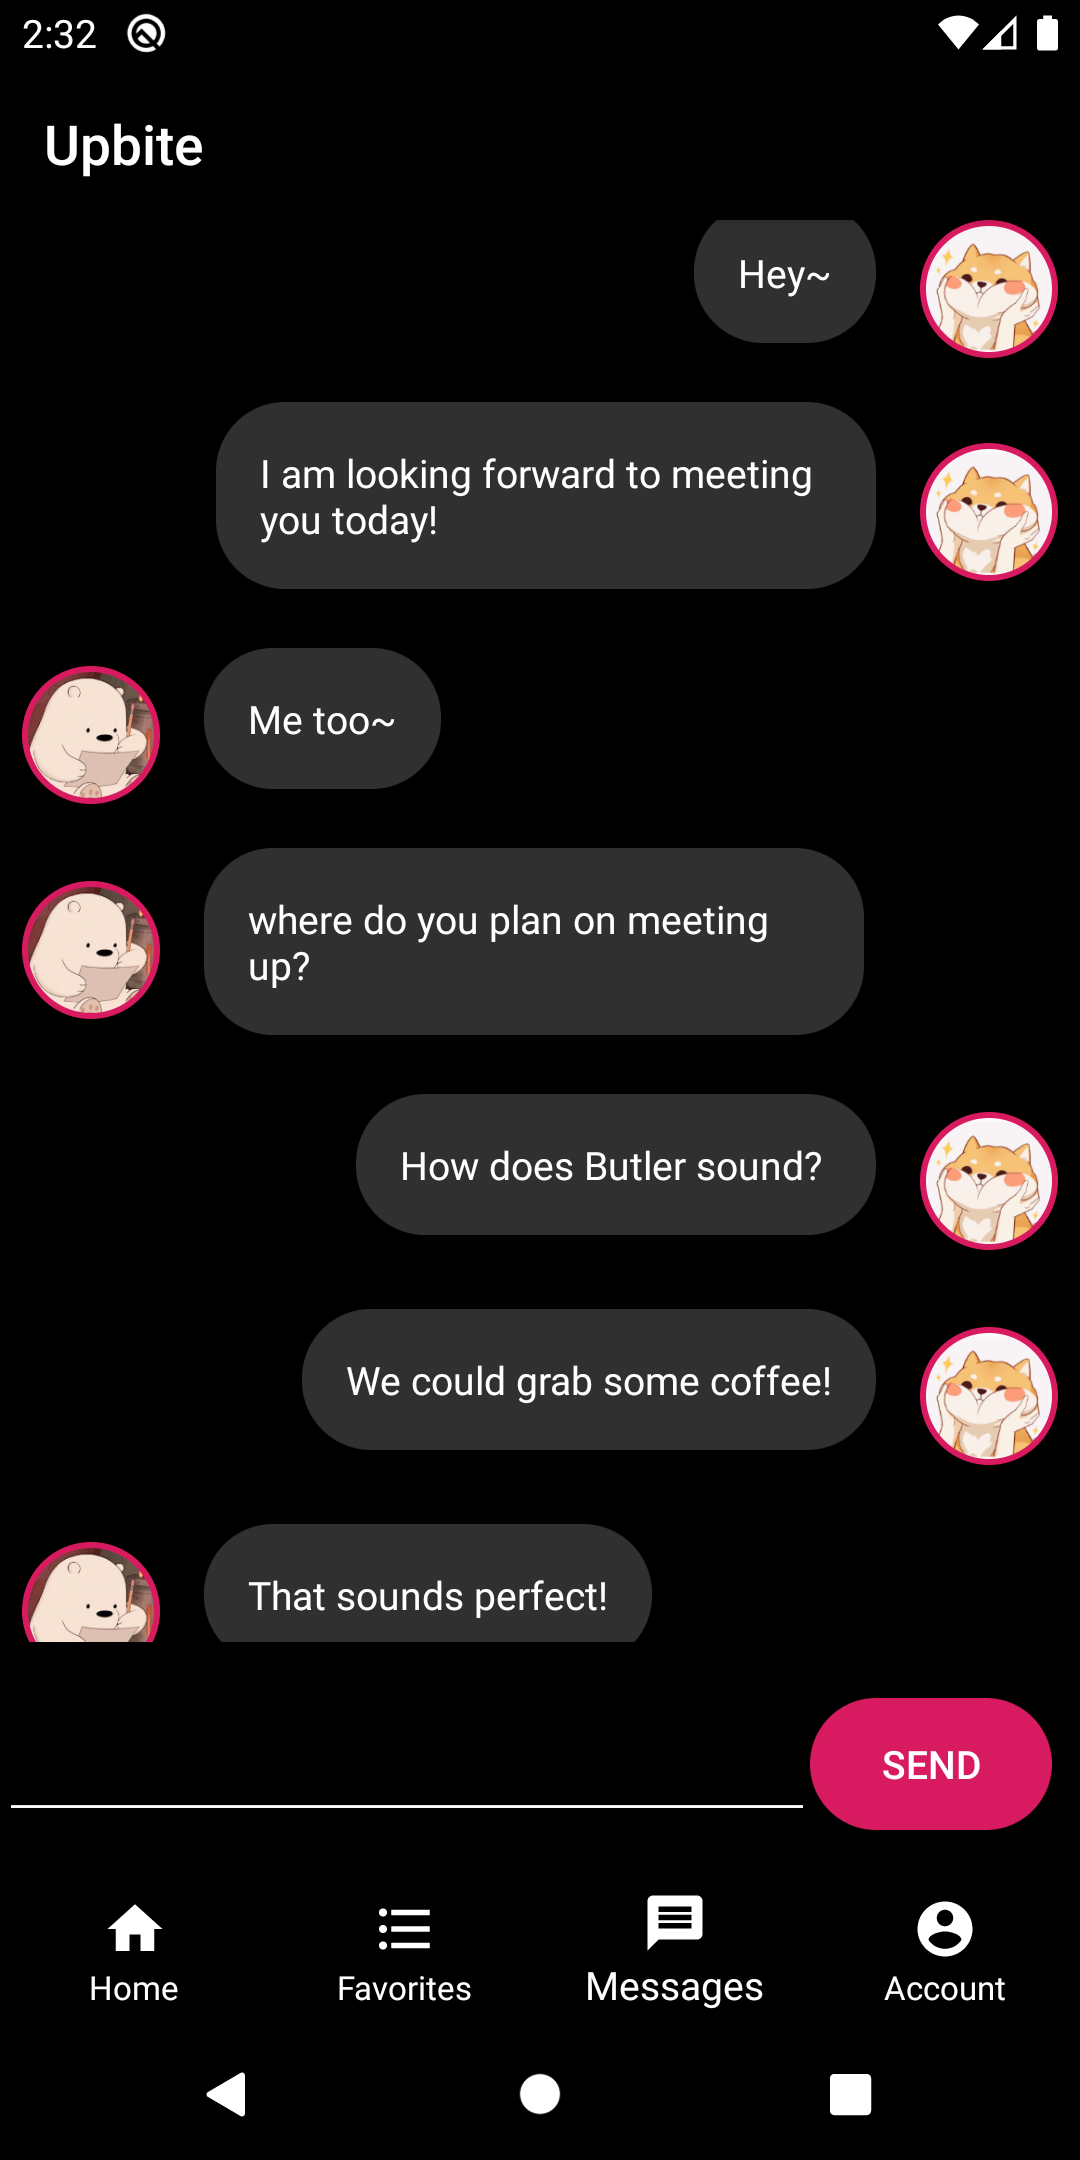 2:32
Upbite
Hey~
I am looking forward to meeting
you today!
Me too~
where do you plan on meeting
up?
How does Butler sound?
We could grab some coffee!
That sounds perfect!
SEND
Home
Favorites
Messages
Account